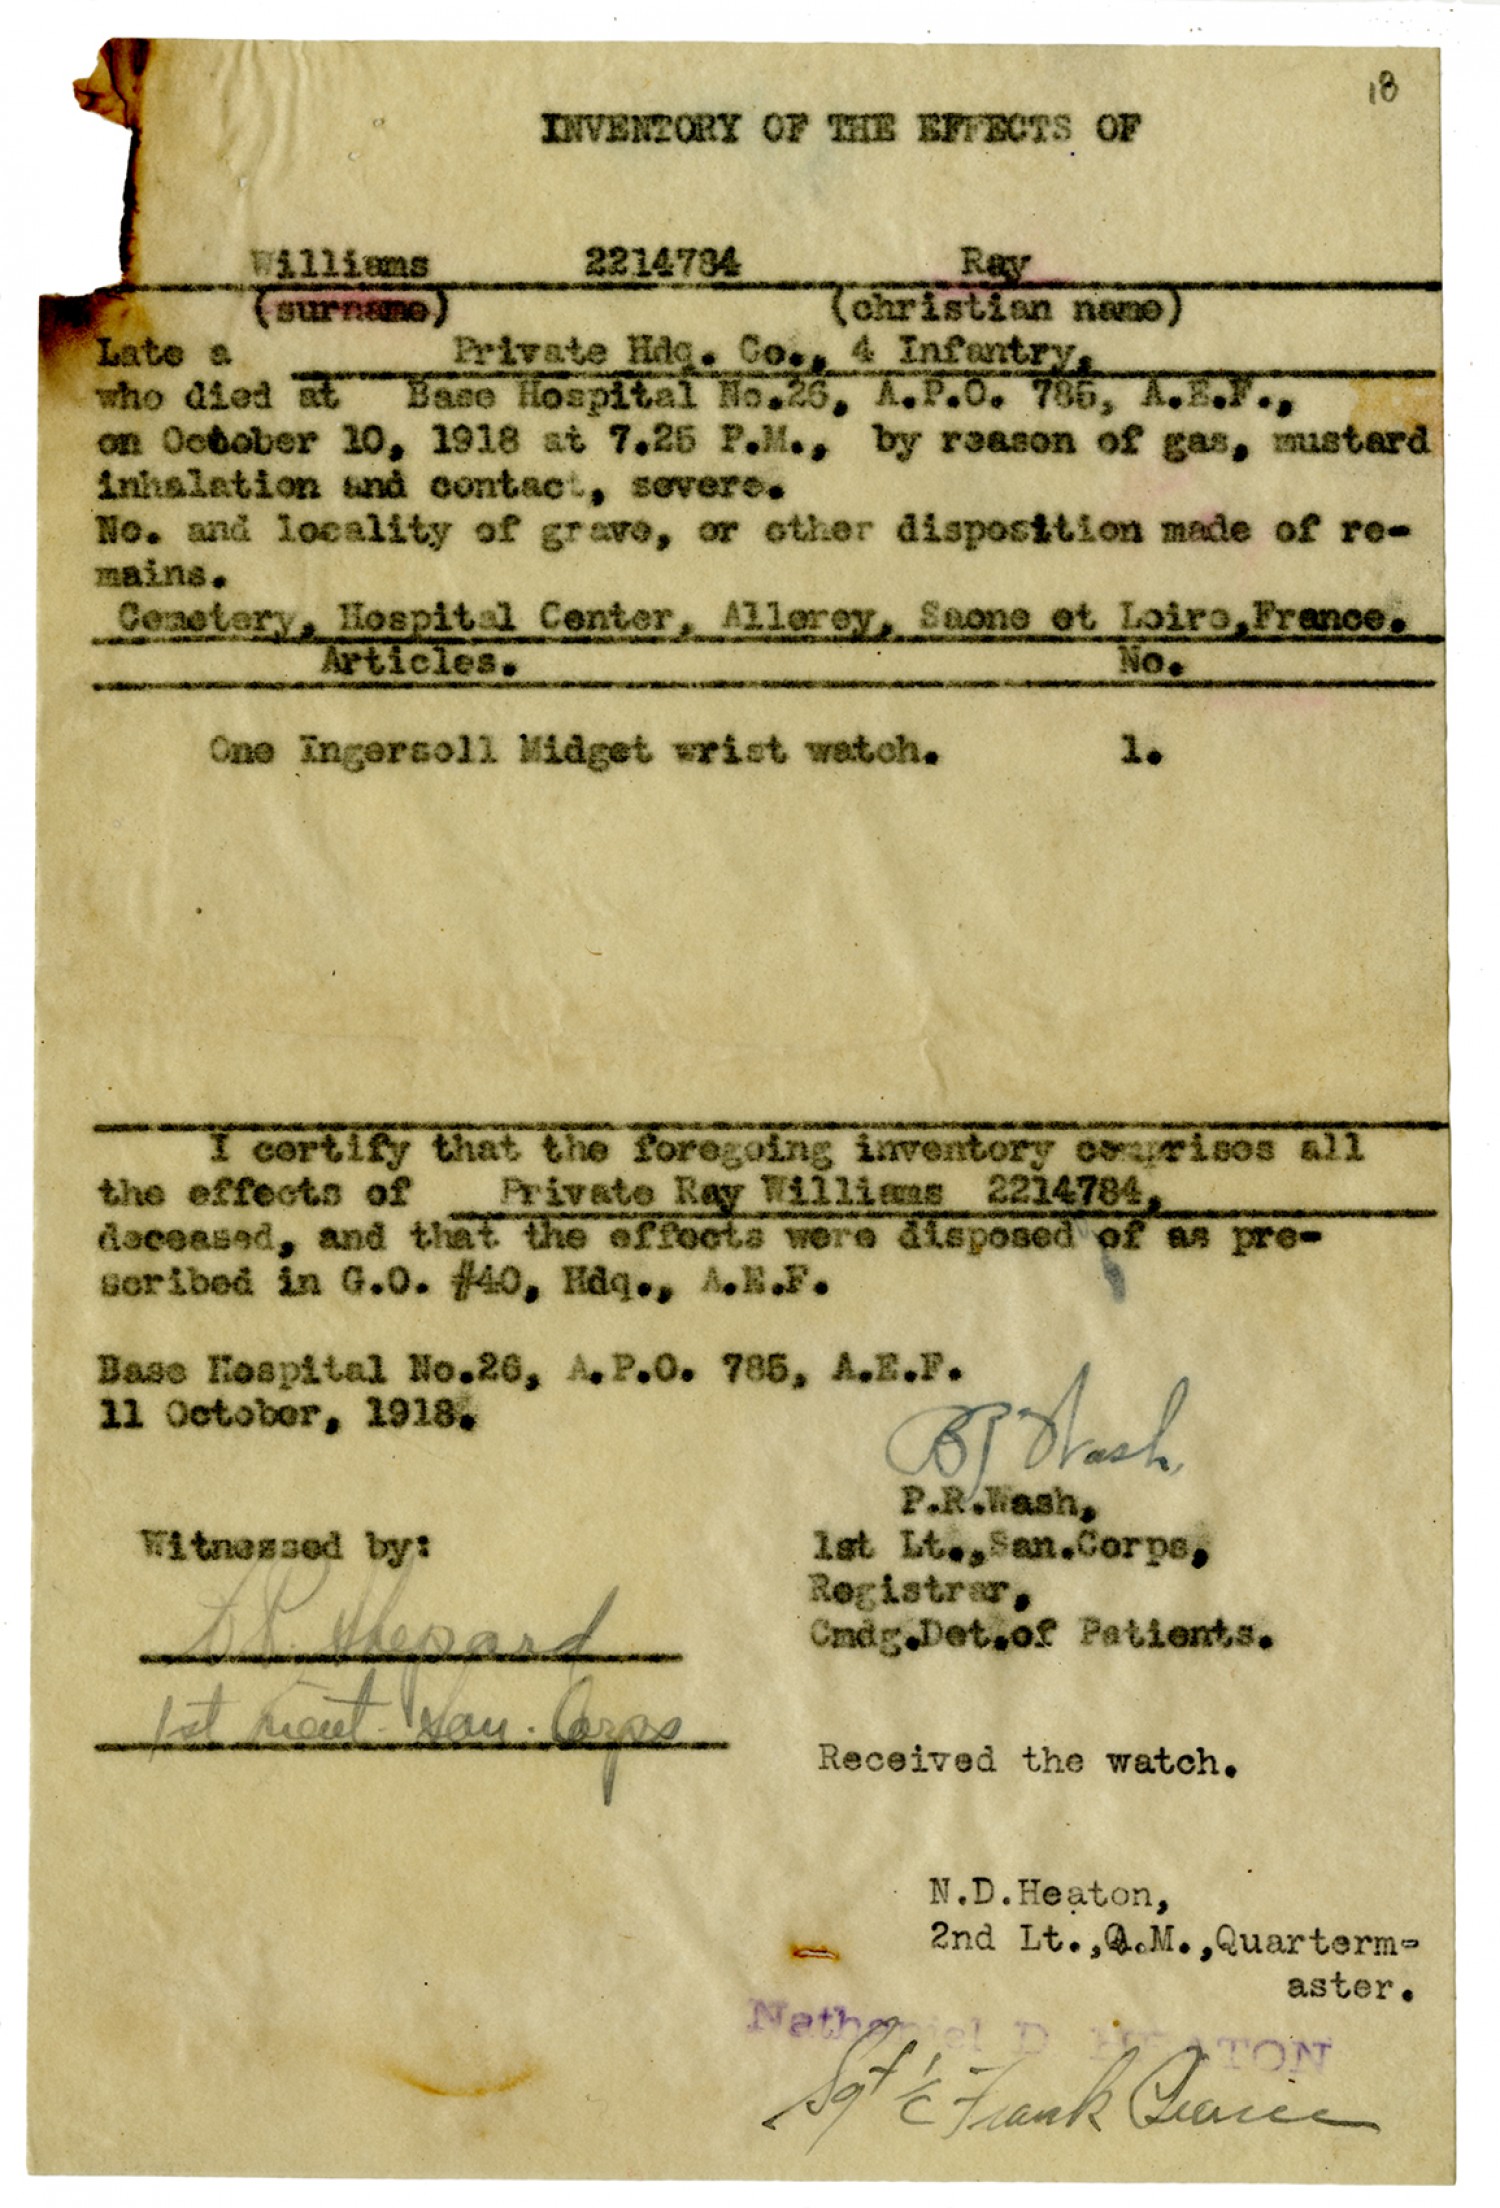 18
INVENTORY OF THE EFFECTS OF
Williams 2214784 Ray
(surname) (christian name)
Late a Private Hdq. Co., 4 Infantry,
who died at Base Hospital No.26, A.P.O. 785, A.E.F.,
on October 10, 1918 at 7.25 P.M., by reason of gas, mustard
inhalation and contact, severe.
No. and locality of grave, or other disposition made of re-
mains.
Cemetery, Hospital Center, Allerey, Saone et Loire,France.
Articles. No.
One Ingersoll Midget wrist watch. 1.
I certify that the foregoing inventory comprises all
the effects of Private Ray Williams 2214784,
deceased, and that the effects were disposed of as pre-
scribed in G.O. #40, Hdq., A.E.F.
Base Hospital No.26, A.P.O. 785, A.E.F.
11 October, 1918.
Wash
P.R.Wash,
1st Lt.,San.Corps,
Registrar,
Cmdg.Det.of Patients.
Witnessed by:
Shepard
1st Lieut. San. Corps
Received the watch.
N.D.Heaton,
2nd Lt.,Q.M.,Quarterm-
aster.
Nathaniel D HEATON
Sgt 1/c Frank